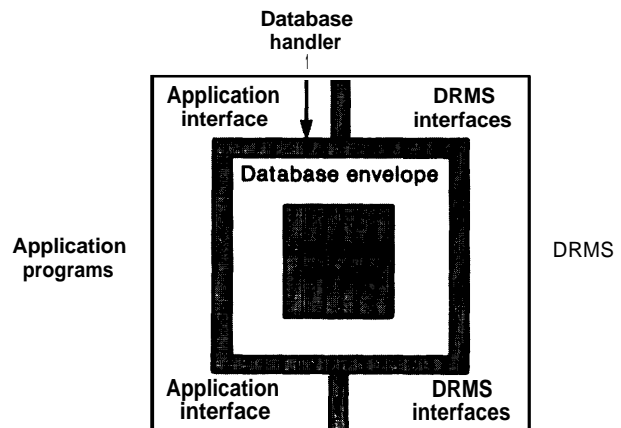 Database
handler
Application
interface
DRMS
interfaces
Database envelope
Application
programs
DRMS
Application
interface
DRMS
interfaces